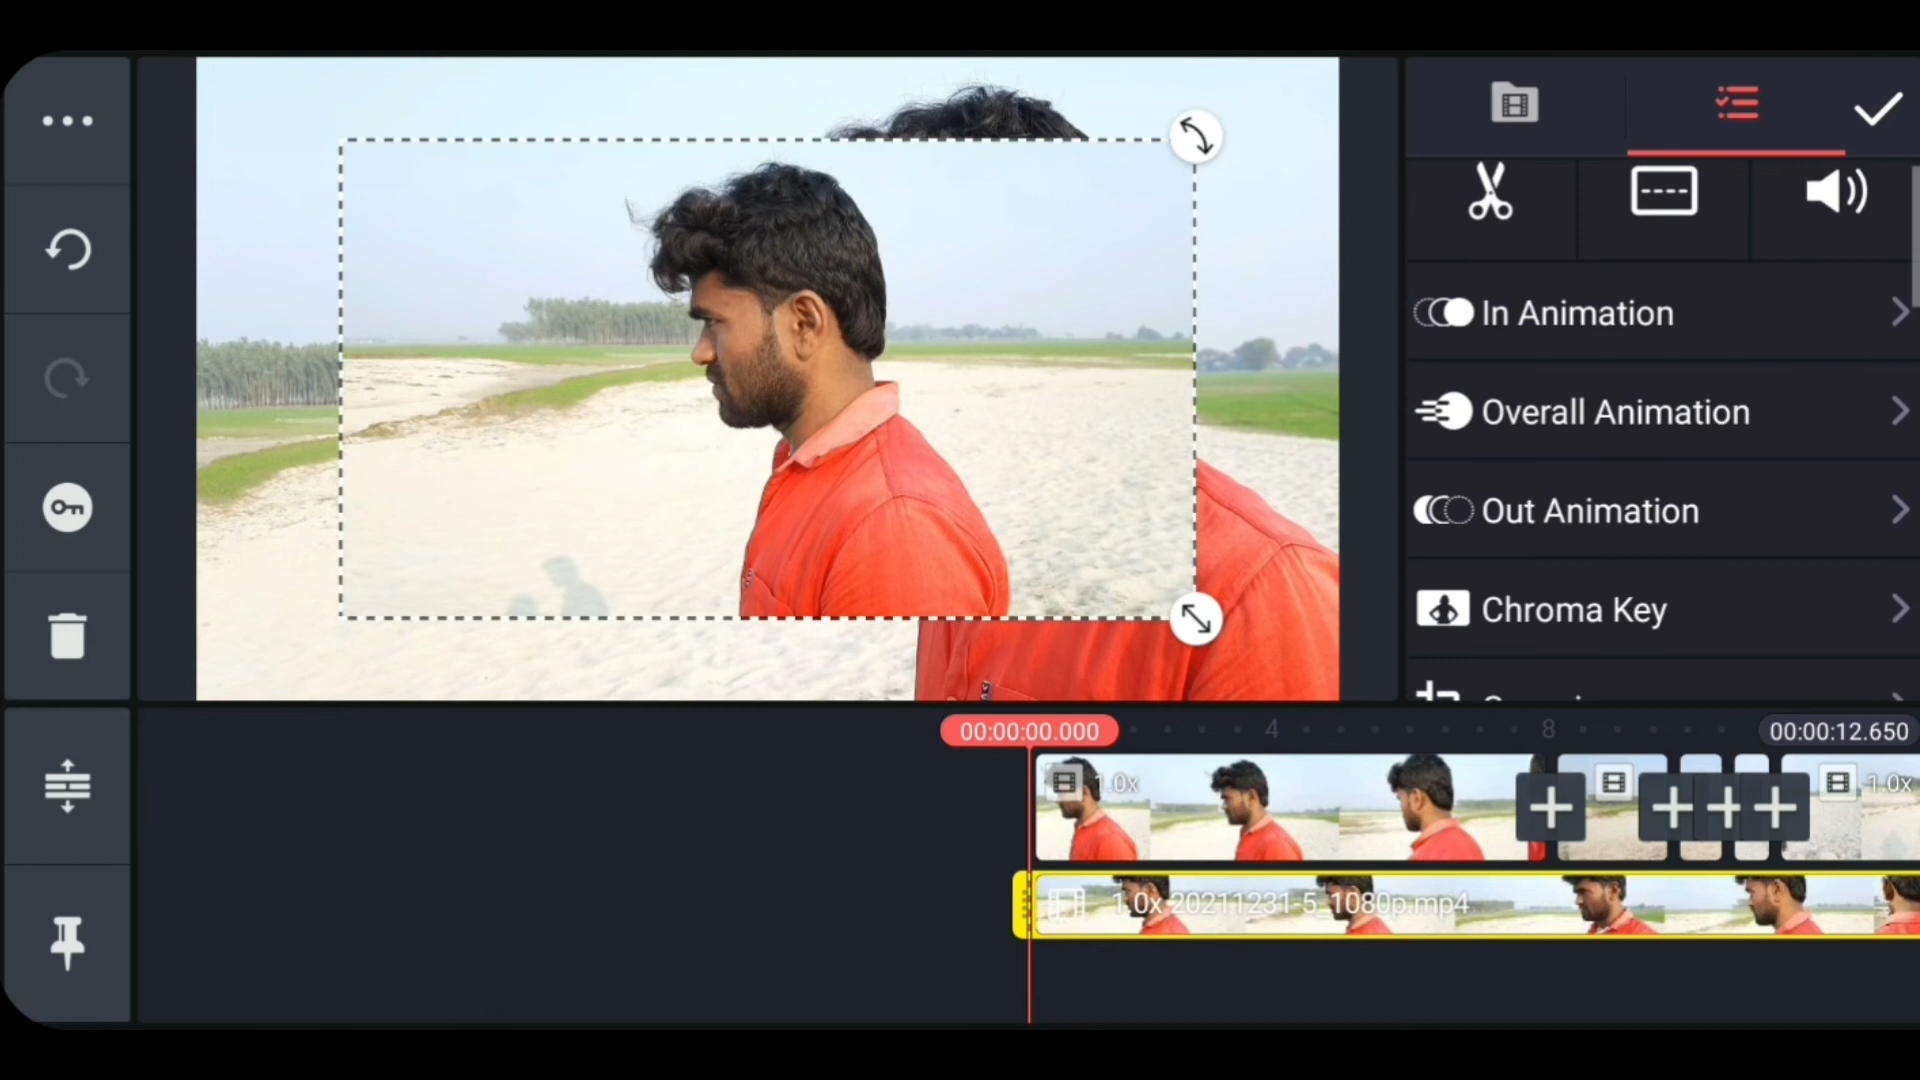 In Animation
Overall Animation
Out Animation
Chroma Key
00:00:00.000
4
8
00:00:12.650
1.0x
1.0x
1.0x 20211231-5_1080p.mp4